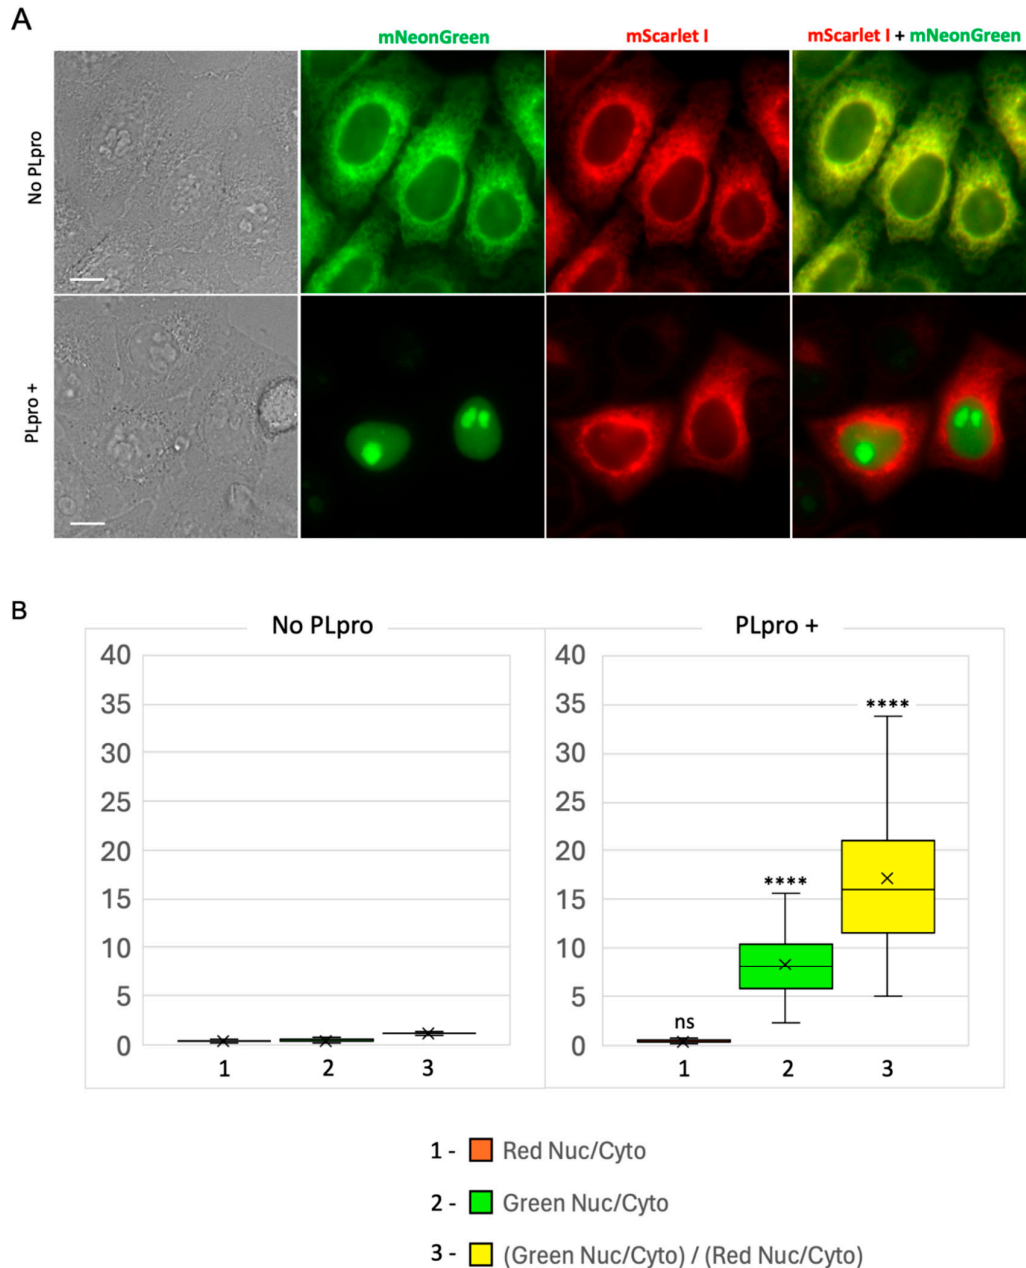 A
mNeonGreen
mScarlet I
mScarlet I + mNeonGreen
No PLpro
PLpro +
B
No PLpro
40
35
30
25
20
15
10
5
0
1
2
3
PLpro +
40
35
30
25
20
15
10
5
0
ns
****
****
1
2
3
1 - Red Nuc/Cyto
2 - Green Nuc/Cyto
3 - (Green Nuc/Cyto) / (Red Nuc/Cyto)